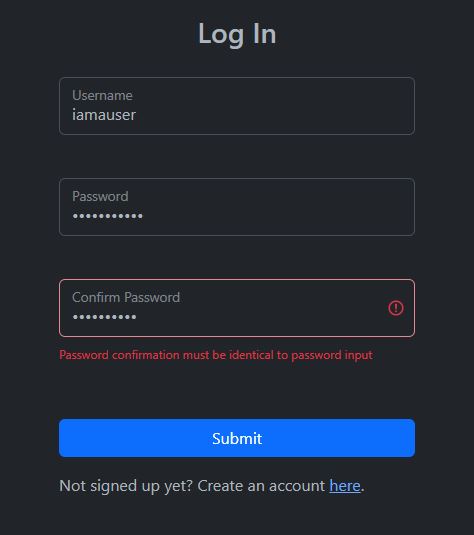 Log In
Username
iamauser
Password
•••••••••••
Confirm Password
••••••••••
Password confirmation must be identical to password input
Submit
Not signed up yet? Create an account here.